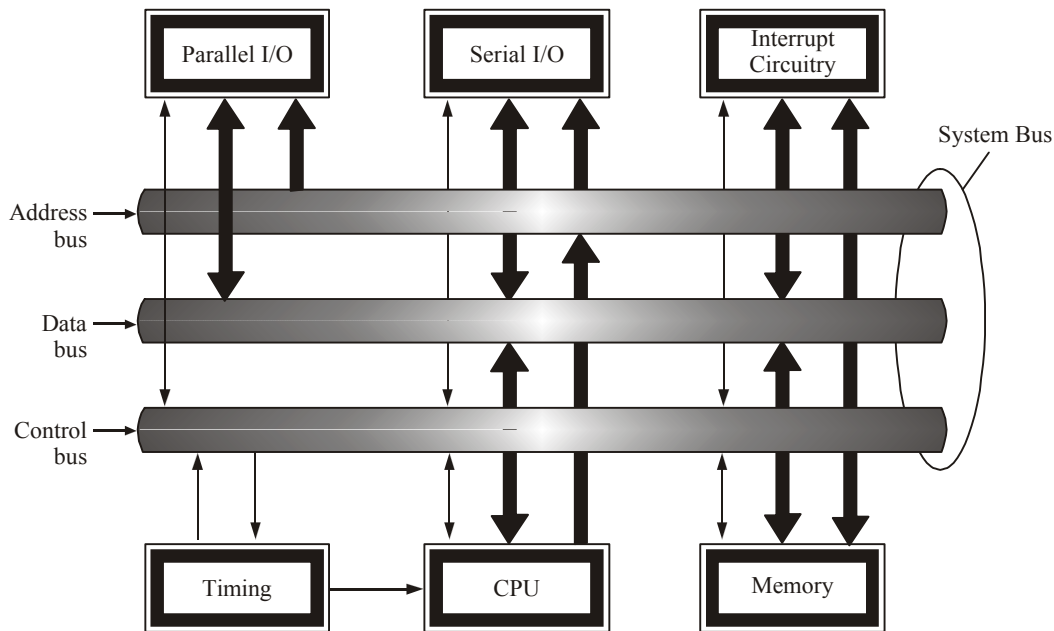 Parallel I/O
Serial I/O
Interrupt
Circuitry
System Bus
Address
bus
Data
bus
Control
bus
Timing
CPU
Memory